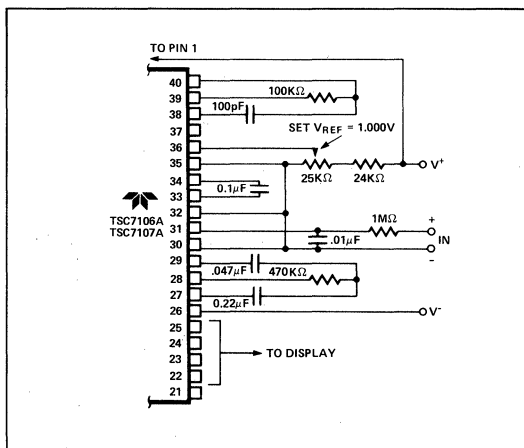 TO PIN 1
40
39
38
37
36
35
34
33
32
31
30
29
28
27
26
25
24
23
22
21
100KΩ
100pF
SET VREF = 1.000V
25KΩ
24KΩ
V+
0.1μF
TSC7106A
TSC7107A
1MΩ
+
IN
–
.01μF
.047μF
470KΩ
0.22μF
V-
TO DISPLAY